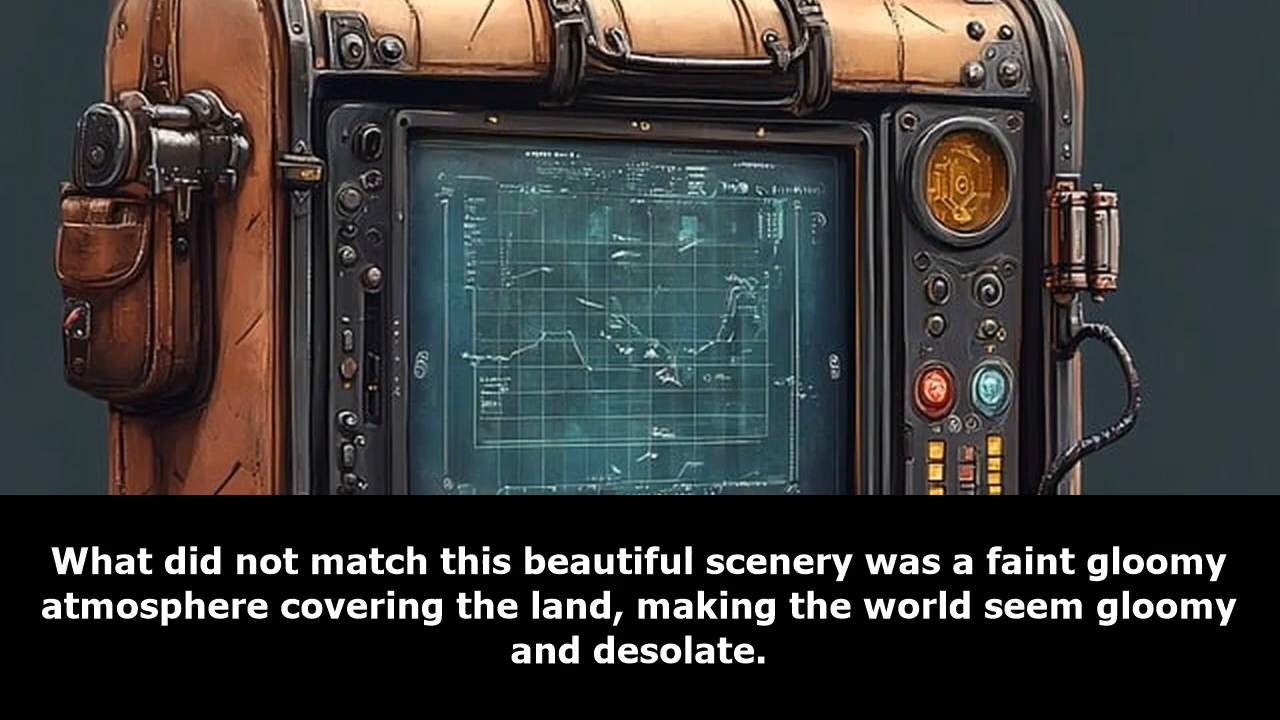 What did not match this beautiful scenery was a faint gloomy
atmosphere covering the land, making the world seem gloomy
and desolate.